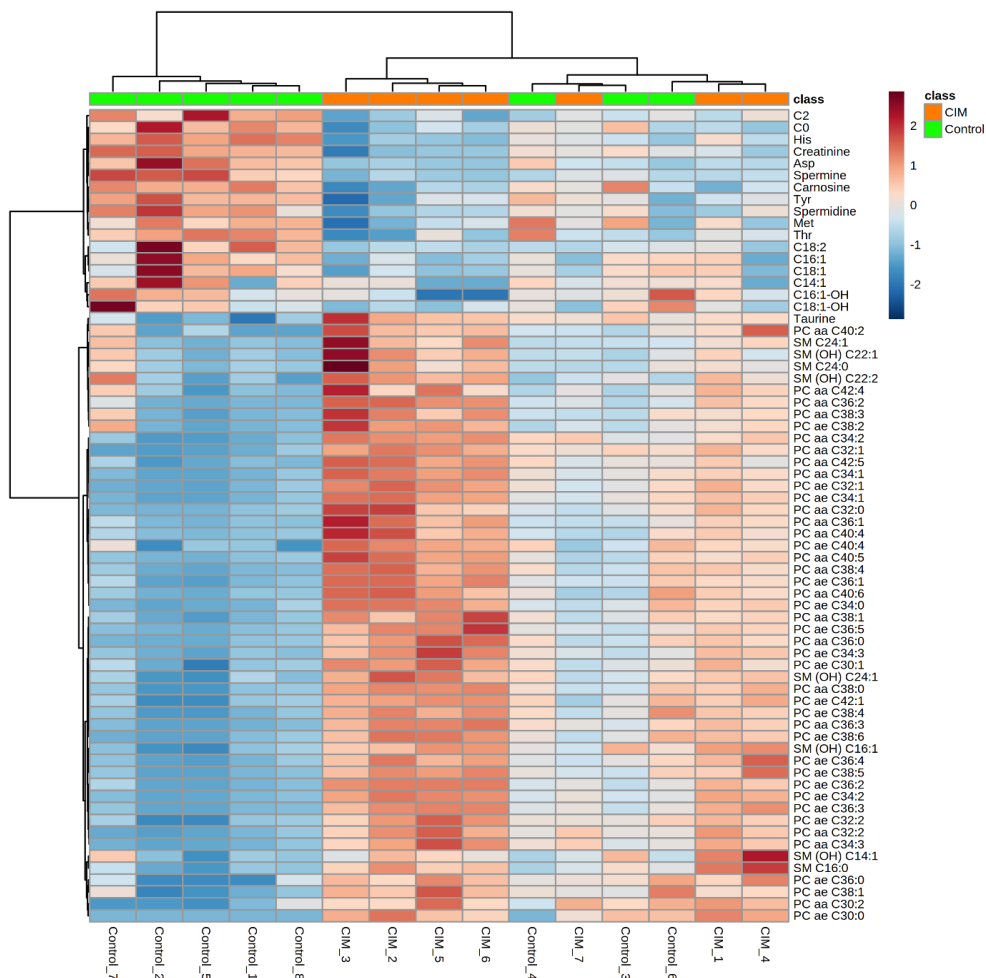 class
C2
C0
His
Creatinine
Asp
Spermine
Carnosine
Tyr
Spermidine
Met
Thr
C18:2
C16:1
C18:1
C14:1
C16:1-OH
C18:1-OH
Taurine
PC aa C40:2
SM C24:1
SM (OH) C22:1
SM C24:0
SM (OH) C22:2
PC aa C42:4
PC aa C36:2
PC aa C38:3
PC ae C38:2
PC aa C34:2
PC aa C32:1
PC aa C42:5
PC aa C34:1
PC ae C32:1
PC ae C34:1
PC aa C32:0
PC aa C36:1
PC aa C40:4
PC ae C40:4
PC aa C40:5
PC aa C38:4
PC ae C36:1
PC aa C40:6
PC ae C34:0
PC aa C38:1
PC ae C36:5
PC aa C36:0
PC ae C34:3
PC ae C30:1
SM (OH) C24:1
PC aa C38:0
PC ae C42:1
PC ae C38:4
PC aa C36:3
PC ae C38:6
SM (OH) C16:1
PC ae C36:4
PC ae C38:5
PC ae C36:2
PC ae C34:2
PC ae C36:3
PC ae C32:2
PC aa C32:2
PC aa C34:3
SM (OH) C14:1
SM C16:0
PC ae C36:0
PC ae C38:1
PC aa C30:2
PC ae C30:0
Control_7
Control_2
Control_5
Control_1
Control_8
CIM_3
CIM_2
CIM_5
CIM_6
Control_4
CIM_7
Control_3
Control_6
CIM_1
CIM_4
2
1
0
-1
-2
class
CIM
Control